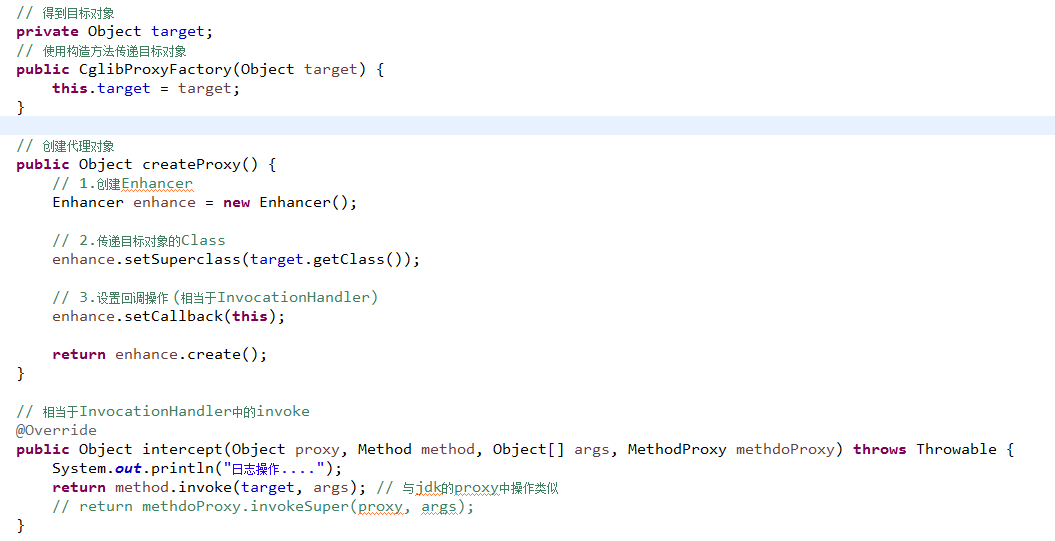 // 得到目标对象
private Object target;
// 使用构造方法传递目标对象
public CglibProxyFactory(Object target) {
    this.target = target;
}
// 创建代理对象
public Object createProxy() {
    // 1.创建Enhancer
    Enhancer enhance = new Enhancer();
    // 2.传递目标对象的Class
    enhance.setSuperclass(target.getClass());
    // 3.设置回调操作 (相当于InvocationHandler)
    enhance.setCallback(this);
    return enhance.create();
}
// 相当于InvocationHandler中的invoke
@Override
public Object intercept(Object proxy, Method method, Object[] args, MethodProxy methdoProxy) throws Throwable {
    System.out.println("日志操作....");
    return method.invoke(target, args); // 与jdk的proxy中操作类似
    // return methdoProxy.invokeSuper(proxy, args);
}